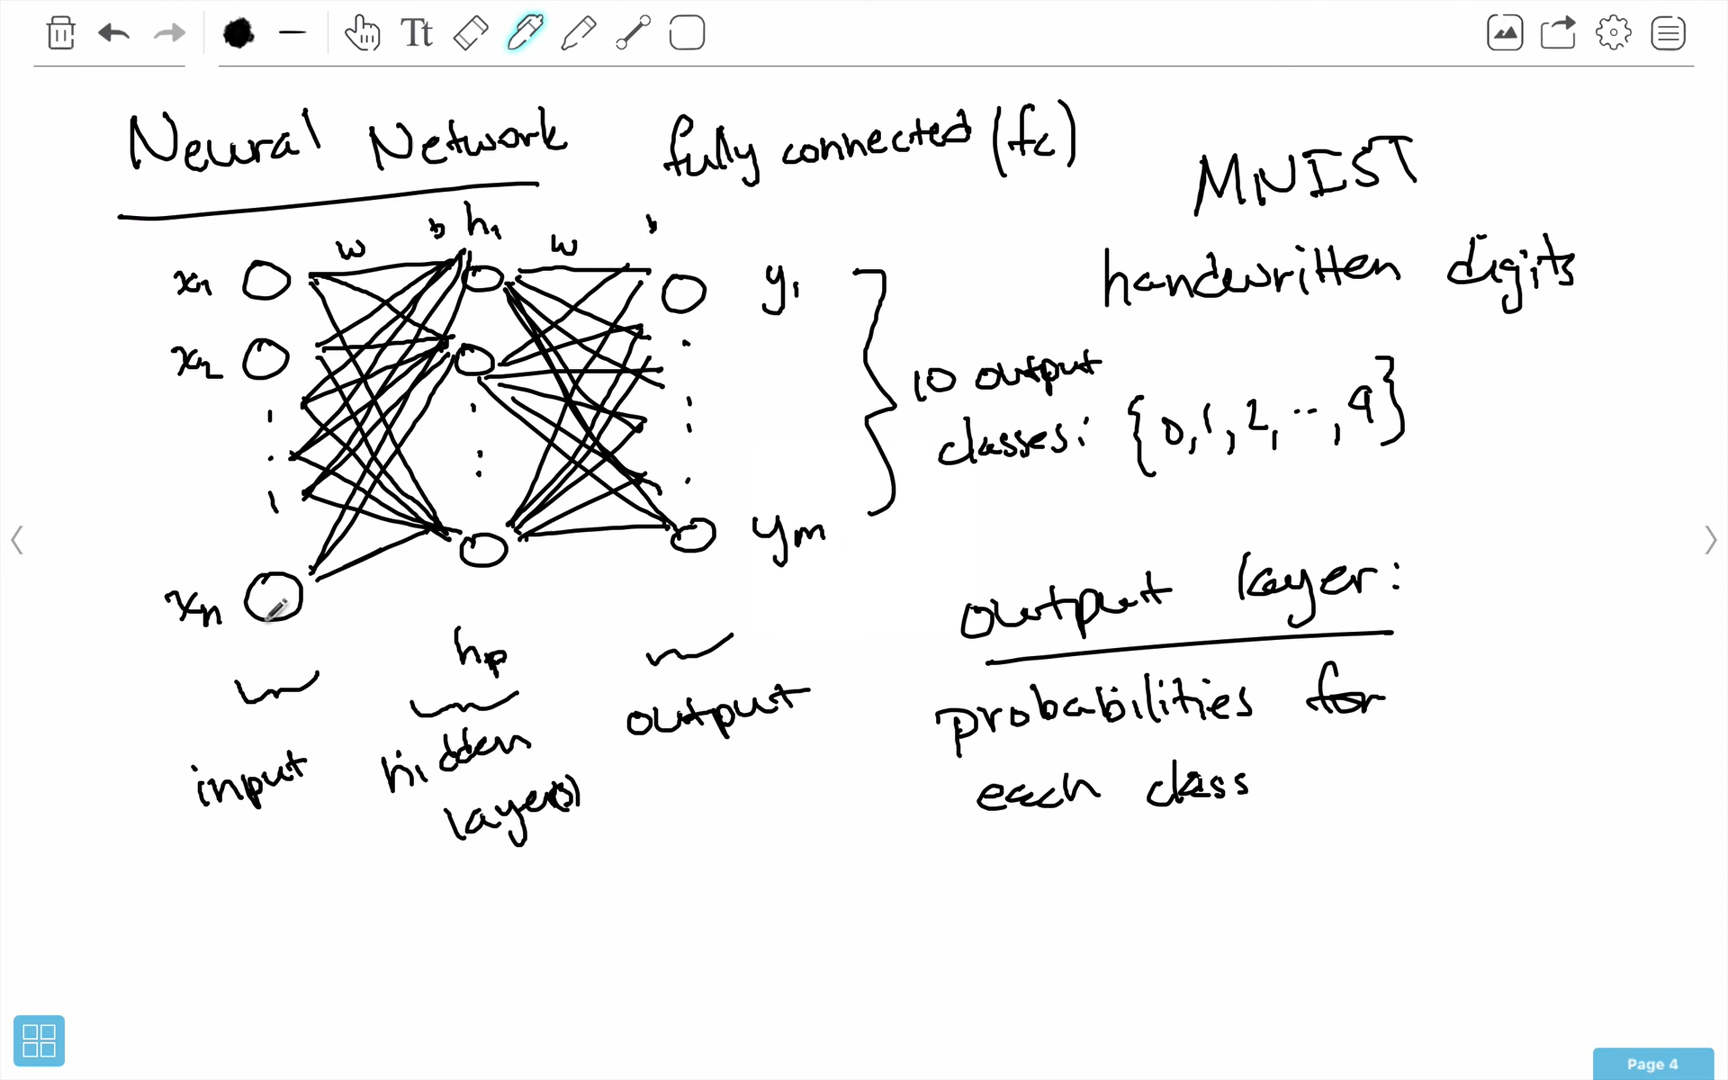 Tt
Neural Network
fully connected (fc)
MNIST
handwritten digits
w b h1 w b
x1
x2
xn
y1
ym
10 output
classes: {0,1,2, .., 9}
hp
input
hidden
layer(s)
output
output layer:
probabilities for
each class
Page 4